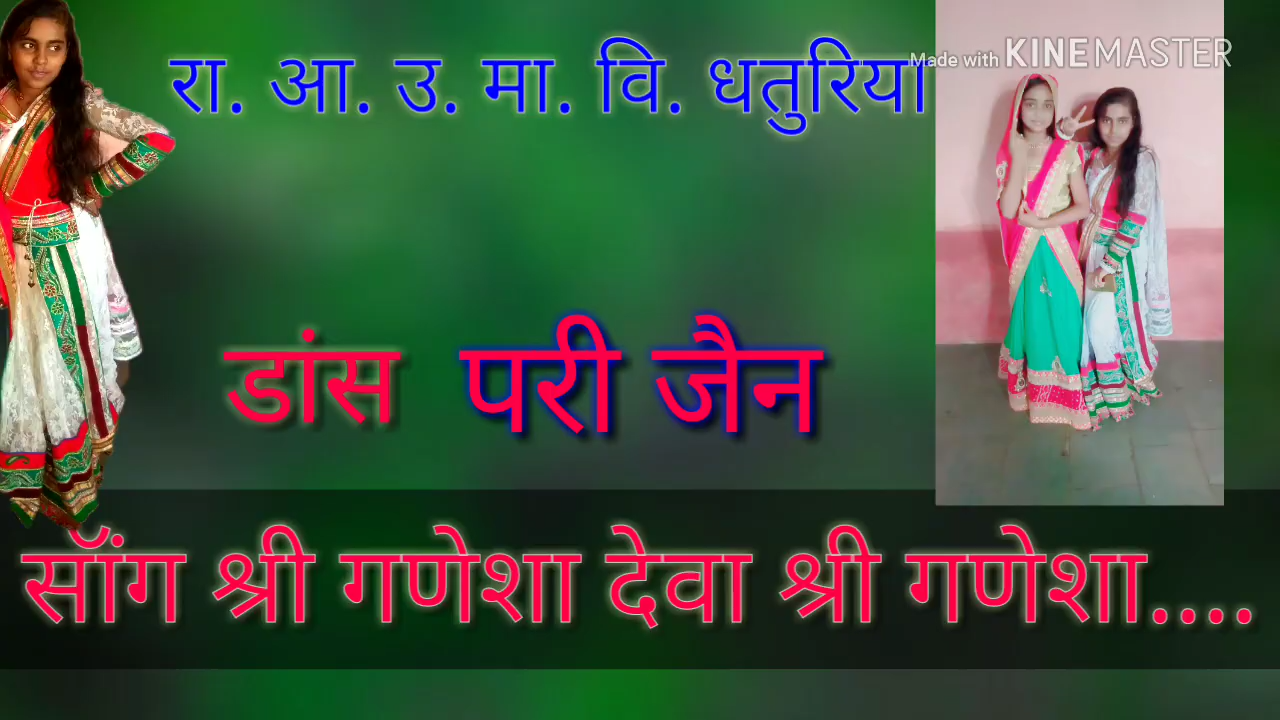 रा. आ. उ. मा. वि. धतुरिया
Made with KINEMASTER
डांस परी जैन
सॉंग श्री गणेशा देवा श्री गणेशा....